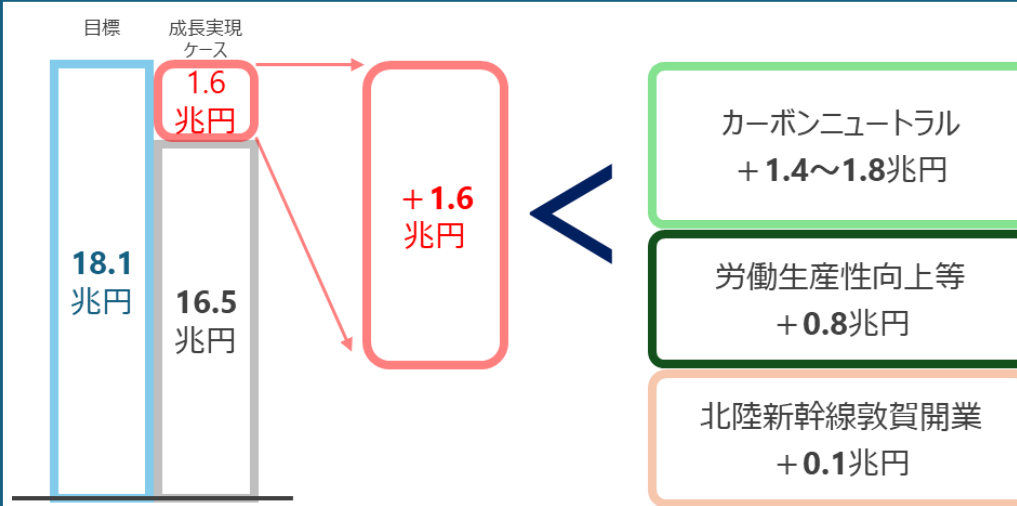 目標
成長実現
ケース
1.6
兆円
18.1
兆円
16.5
兆円
+1.6
兆円
<
カーボンニュートラル
+1.4~1.8兆円
労働生産性向上等
+0.8兆円
北陸新幹線敦賀開業
+0.1兆円